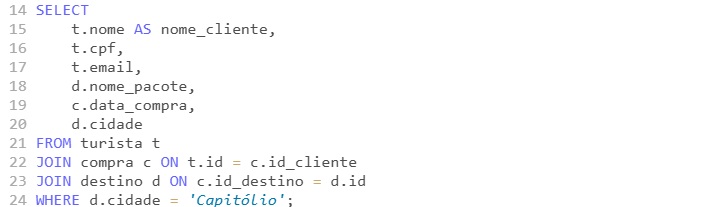 14 SELECT
15     t.nome AS nome_cliente,
16     t.cpf,
17     t.email,
18     d.nome_pacote,
19     c.data_compra,
20     d.cidade
21 FROM turista t
22 JOIN compra c ON t.id = c.id_cliente
23 JOIN destino d ON c.id_destino = d.id
24 WHERE d.cidade = 'Capitólio';